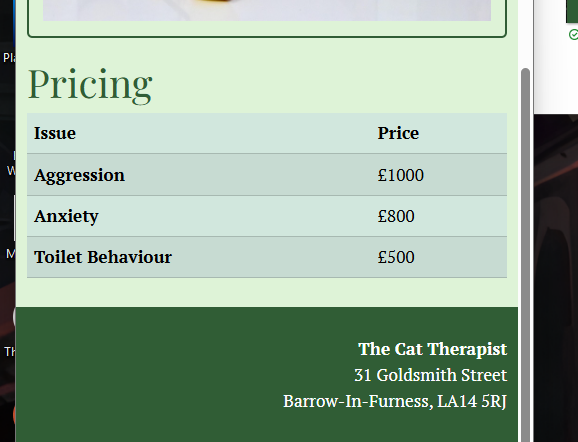 Pricing
Issue Price
Aggression £1000
Anxiety £800
Toilet Behaviour £500
The Cat Therapist
31 Goldsmith Street
Barrow-In-Furness, LA14 5RJ